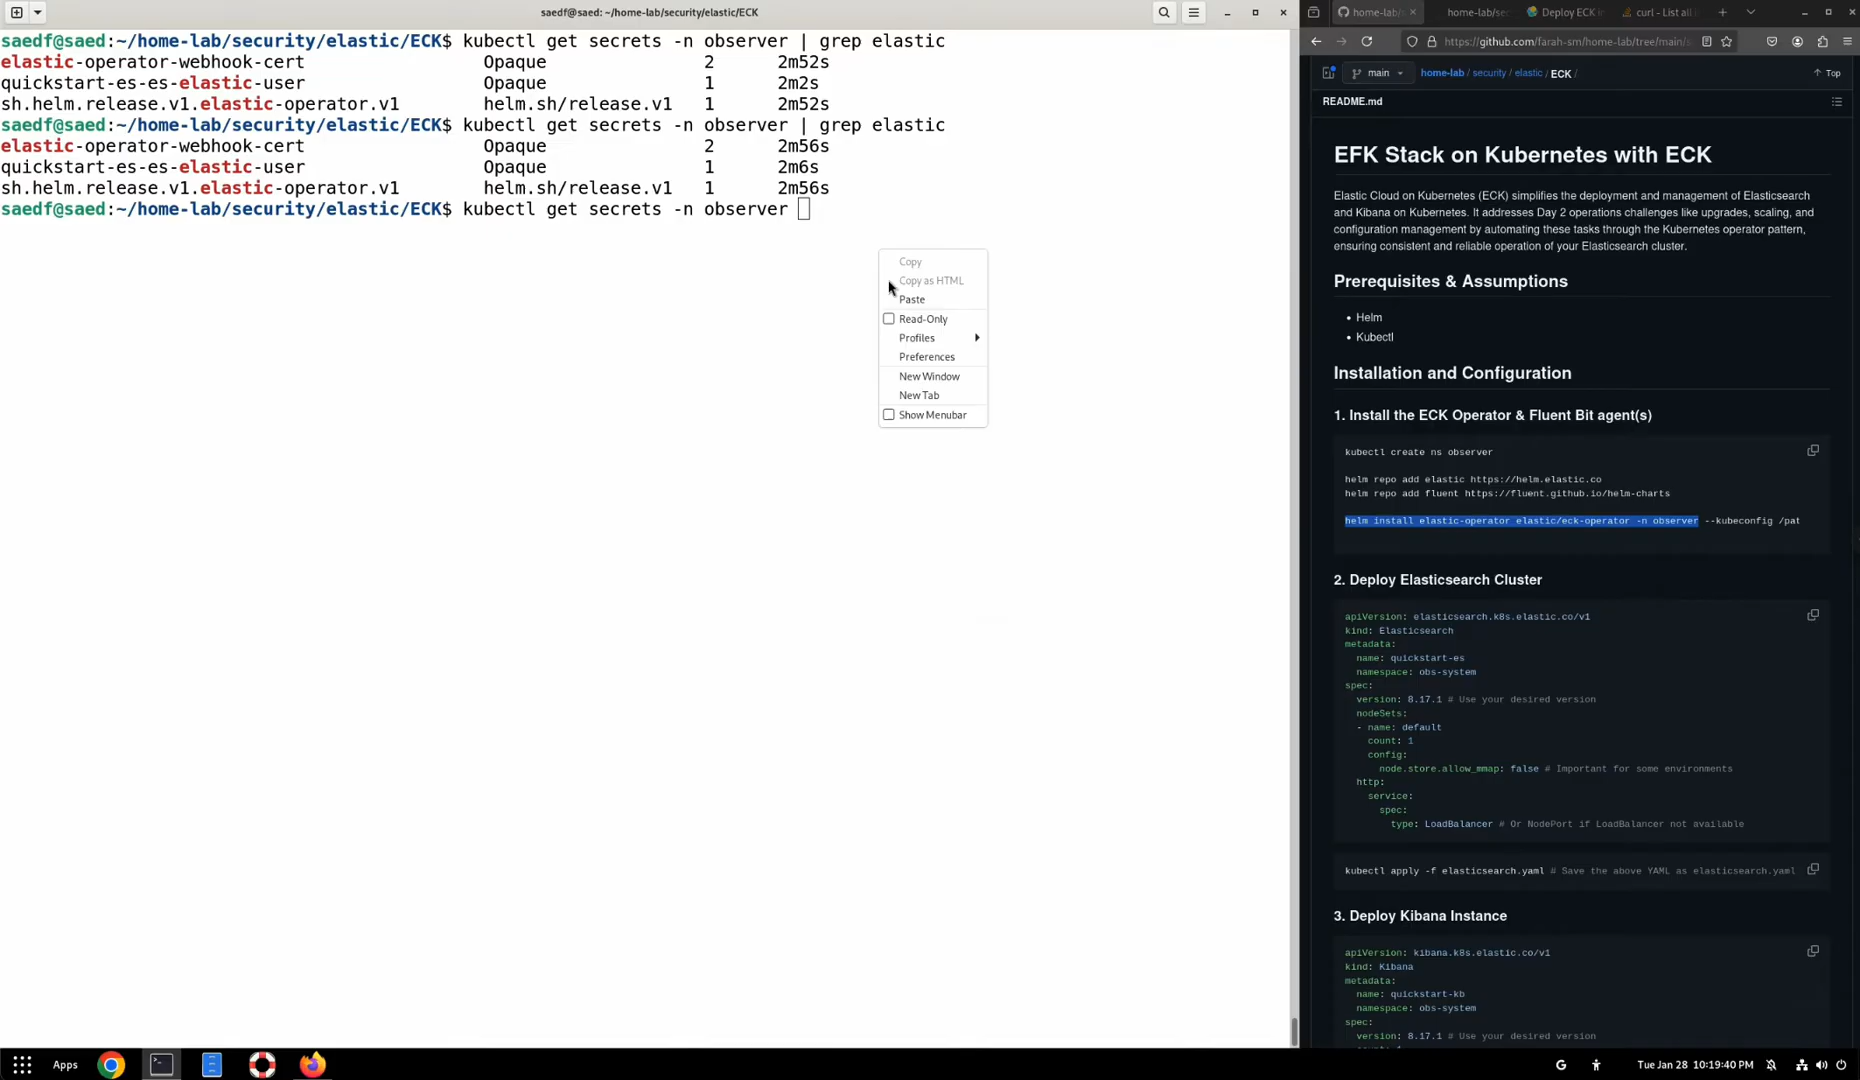 saedf@saed: ~/home-lab/security/elastic/ECK
saedf@saed:~/home-lab/security/elastic/ECK$ kubectl get secrets -n observer | grep elastic
elastic-operator-webhook-cert Opaque 2 2m52s
quickstart-es-es-elastic-user Opaque 1 2m2s
sh.helm.release.v1.elastic-operator.v1 helm.sh/release.v1 1 2m52s
saedf@saed:~/home-lab/security/elastic/ECK$ kubectl get secrets -n observer | grep elastic
elastic-operator-webhook-cert Opaque 2 2m56s
quickstart-es-es-elastic-user Opaque 1 2m6s
sh.helm.release.v1.elastic-operator.v1 helm.sh/release.v1 1 2m56s
saedf@saed:~/home-lab/security/elastic/ECK$ kubectl get secrets -n observer
Copy
Copy as HTML
Paste
Read-Only
Profiles
Preferences
New Window
New Tab
Show Menubar
home-lab/ home-lab/sec Deploy ECK in curl - List all i
https://github.com/farah-sm/home-lab/tree/main/s
main home-lab / security / elastic / ECK / Top
README.md
EFK Stack on Kubernetes with ECK
Elastic Cloud on Kubernetes (ECK) simplifies the deployment and management of Elasticsearch
and Kibana on Kubernetes. It addresses Day 2 operations challenges like upgrades, scaling, and
configuration management by automating these tasks through the Kubernetes operator pattern,
ensuring consistent and reliable operation of your Elasticsearch cluster.
Prerequisites & Assumptions
• Helm
• Kubectl
Installation and Configuration
1. Install the ECK Operator & Fluent Bit agent(s)
kubectl create ns observer
helm repo add elastic https://helm.elastic.co
helm repo add fluent https://fluent.github.io/helm-charts
helm install elastic-operator elastic/eck-operator -n observer --kubeconfig /pat
2. Deploy Elasticsearch Cluster
apiVersion: elasticsearch.k8s.elastic.co/v1
kind: Elasticsearch
metadata:
name: quickstart-es
namespace: obs-system
spec:
version: 8.17.1 # Use your desired version
nodeSets:
- name: default
count: 1
config:
node.store.allow_mmap: false # Important for some environments
http:
service:
spec:
type: LoadBalancer # Or NodePort if LoadBalancer not available
kubectl apply -f elasticsearch.yaml # Save the above YAML as elasticsearch.yaml
3. Deploy Kibana Instance
apiVersion: kibana.k8s.elastic.co/v1
kind: Kibana
metadata:
name: quickstart-kb
namespace: obs-system
spec:
version: 8.17.1 # Use your desired version
Apps
G
Tue Jan 28 10:19:40 PM